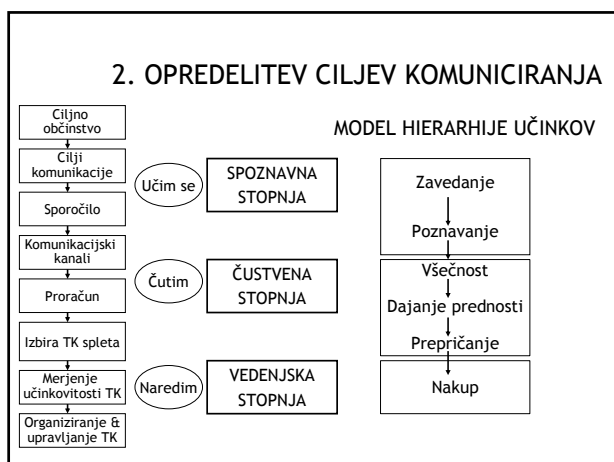 2. OPREDELITEV CILJEV KOMUNICIRANJA
Ciljno
občinstvo
Cilji
komunikacije
Sporočilo
Komunikacijski
kanali
Proračun
Izbira TK spleta
Merjenje
učinkovitosti TK
Organiziranje &
upravljanje TK
Učim se
Čutim
Naredim
SPOZNAVNA
STOPNJA
ČUSTVENA
STOPNJA
VEDENJSKA
STOPNJA
MODEL HIERARHIJE UČINKOV
Zavedanje
Poznavanje
Všečnost
Dajanje prednosti
Prepričanje
Nakup